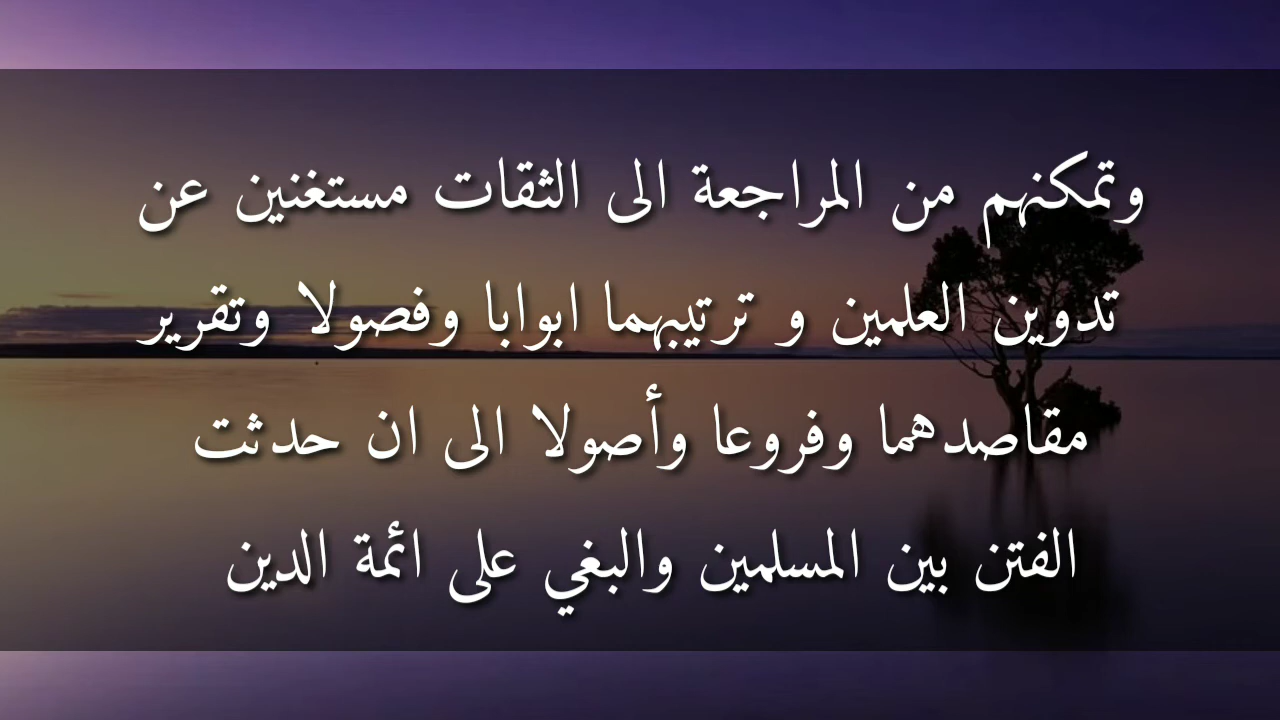 وتمكنهم من المراجعة الى الثقات مستغنين عن
تدوين العلمين و ترتيبهما ابوابا وفصولا وتقرير
مقاصدهما وفروعا وأصولا الى ان حدثت
الفتن بين المسلمين والبغي على ائمة الدين